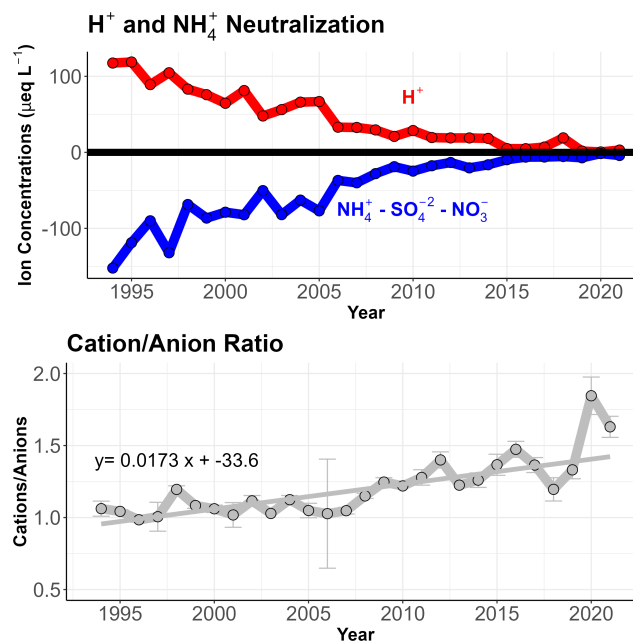 H⁺ and NH₄⁺ Neutralization
Ion Concentrations (μeq L⁻¹)
100
0
-100
H⁺
NH₄⁺ - SO₄⁻² - NO₃⁻
1995 2000 2005 2010 2015 2020
Year
Cation/Anion Ratio
Cations/Anions
2.0
1.5
1.0
0.5
y= 0.0173 x + -33.6
1995 2000 2005 2010 2015 2020
Year